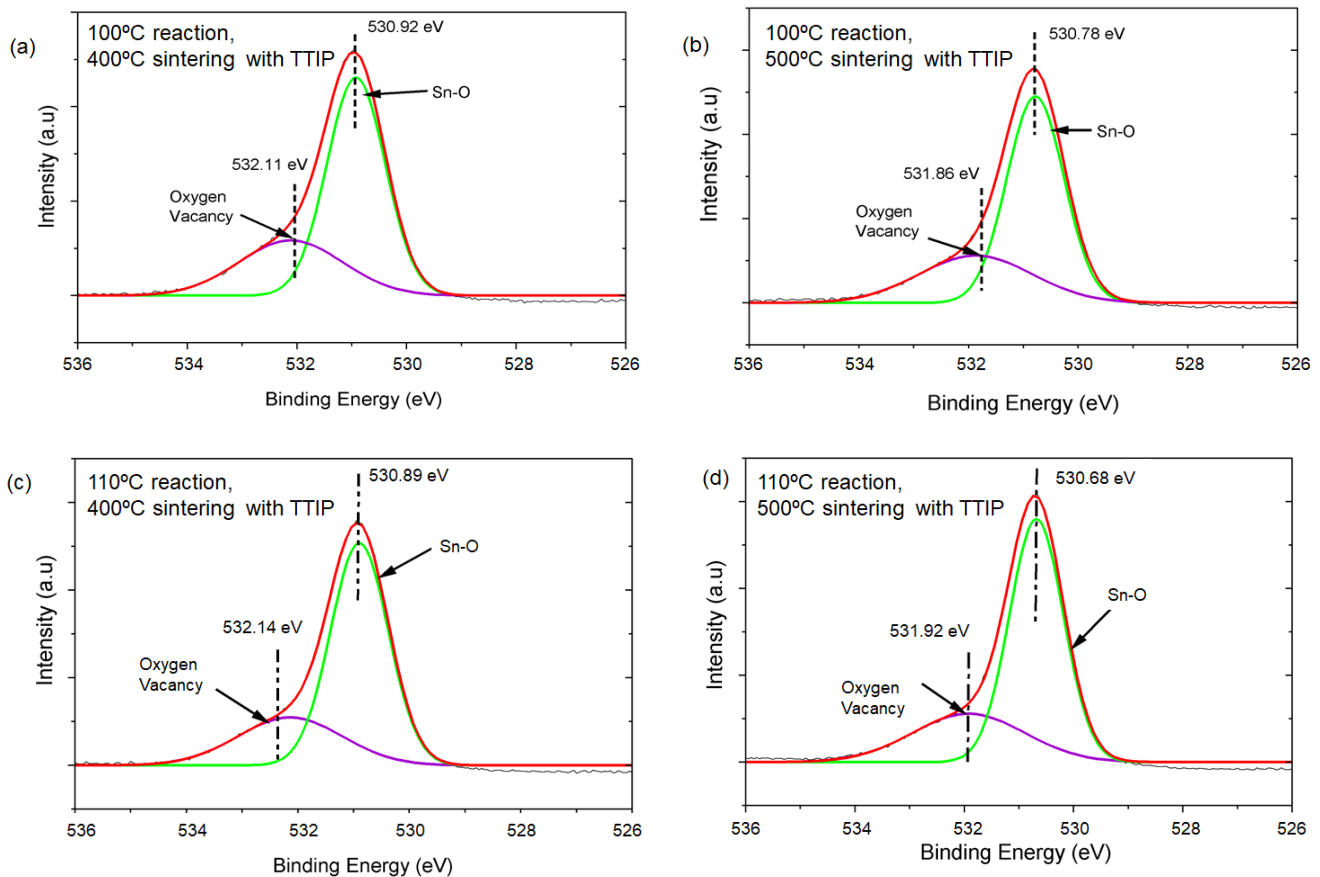 (a)
100ºC reaction,
400ºC sintering with TTIP
530.92 eV
Sn-O
532.11 eV
Oxygen
Vacancy
Intensity (a.u)
536
534
532
530
528
526
Binding Energy (eV)
(b)
100ºC reaction,
500ºC sintering with TTIP
530.78 eV
Sn-O
531.86 eV
Oxygen
Vacancy
Intensity (a.u)
536
534
532
530
528
526
Binding Energy (eV)
(c)
110ºC reaction,
400ºC sintering with TTIP
530.89 eV
Sn-O
532.14 eV
Oxygen
Vacancy
Intensity (a.u)
536
534
532
530
528
526
Binding Energy (eV)
(d)
110ºC reaction,
500ºC sintering with TTIP
530.68 eV
Sn-O
531.92 eV
Oxygen
Vacancy
Intensity (a.u)
536
534
532
530
528
526
Binding Energy (eV)